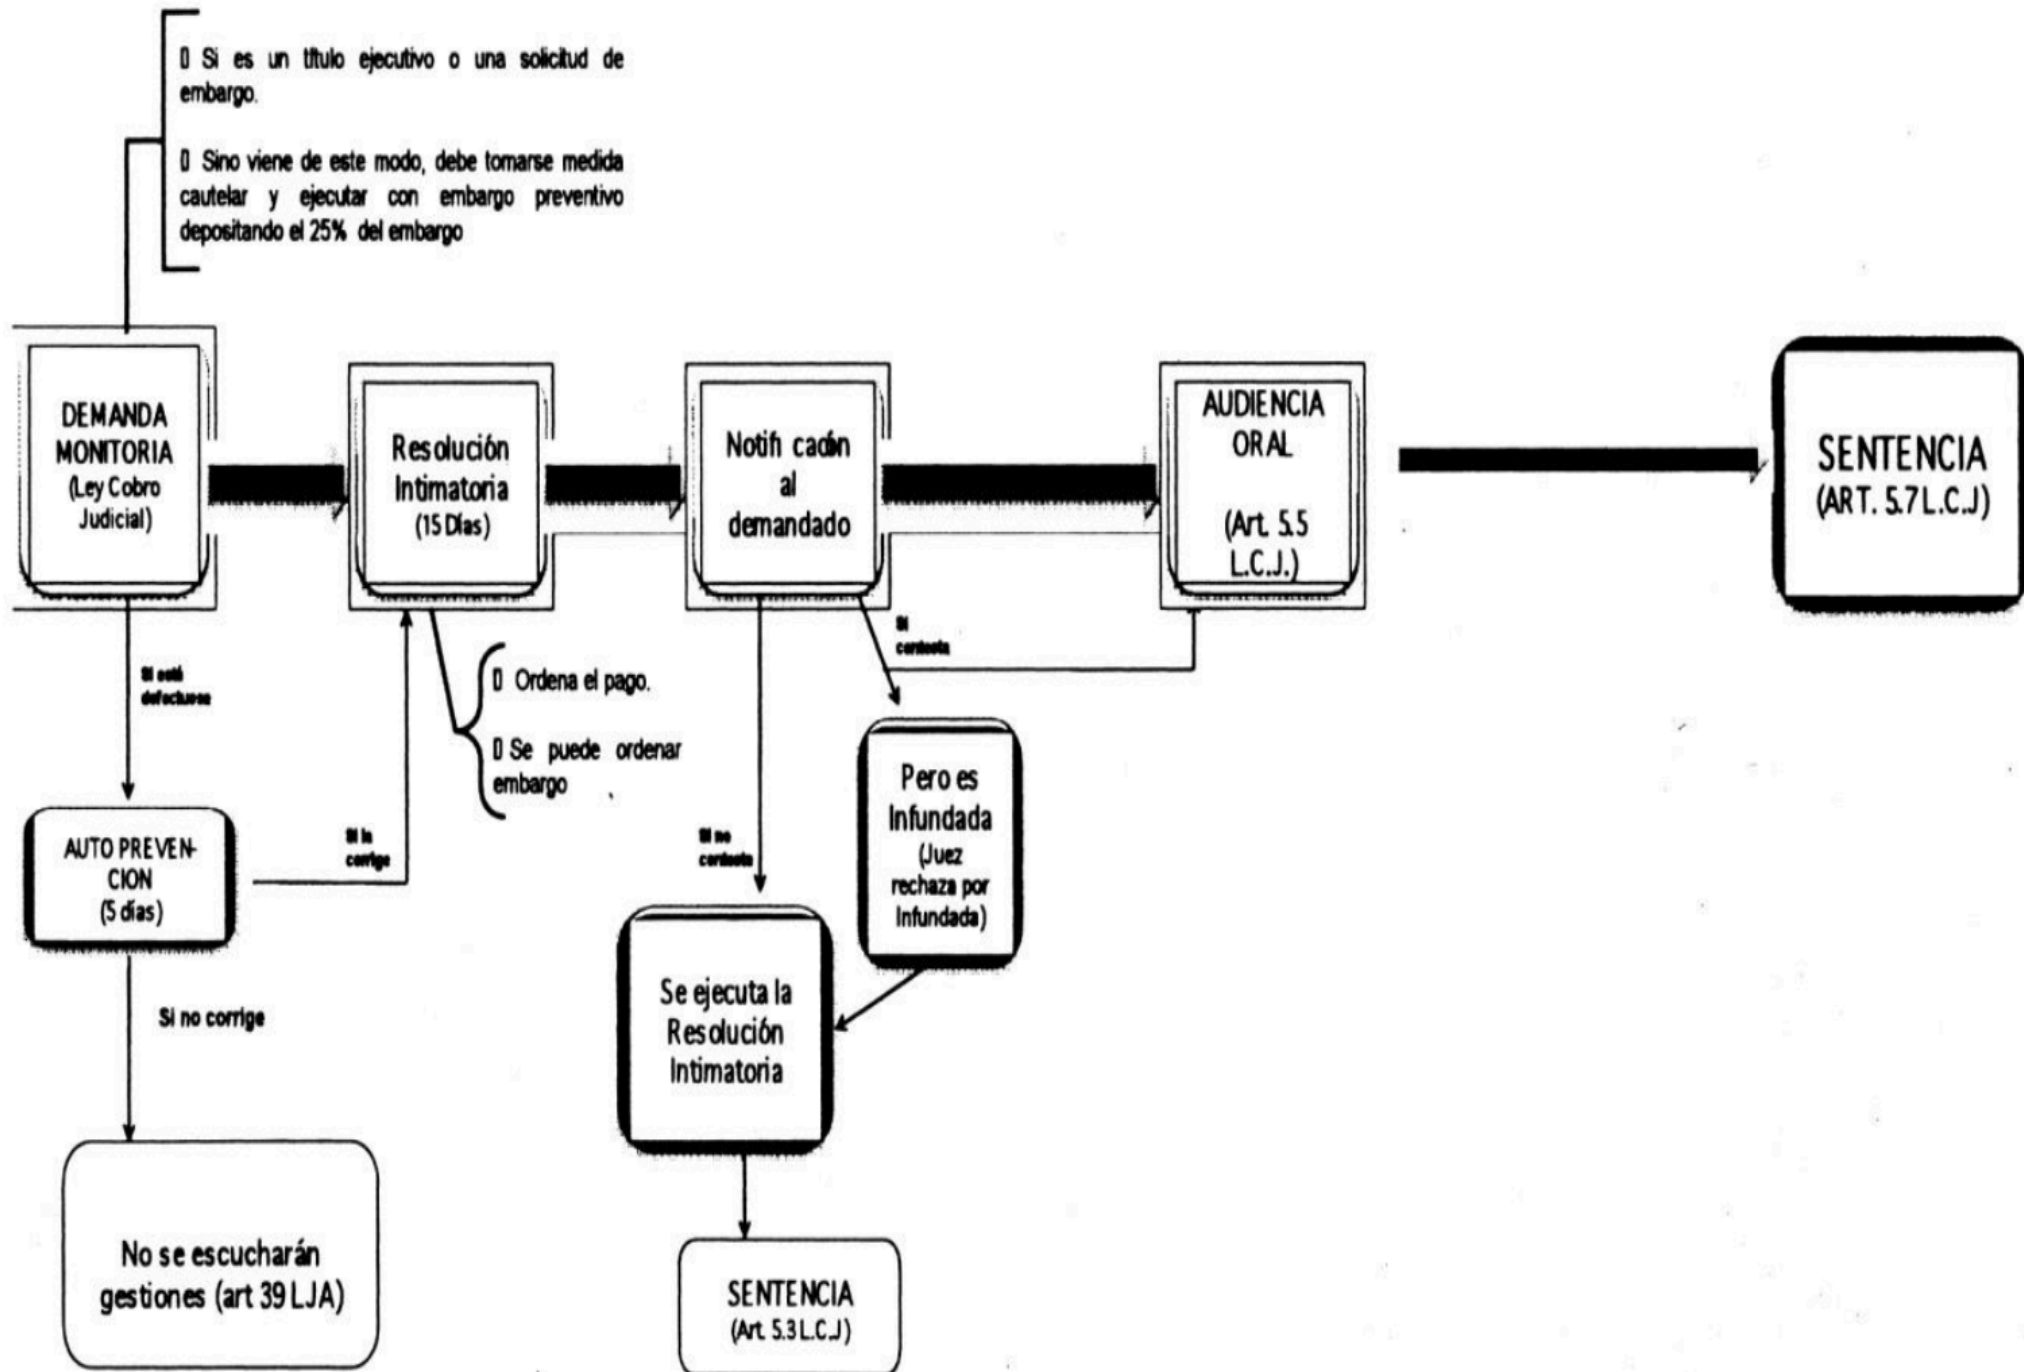 ▯ Si es un título ejecutivo o una solicitud de
embargo.
▯ Sino viene de este modo, debe tomarse medida
cautelar y ejecutar con embargo preventivo
depositando el 25% del embargo
DEMANDA
MONITORIA
(Ley Cobro
Judicial)
Resolución
Intimatoria
(15 Días)
Notifi cación
al
demandado
AUDIENCIA
ORAL
(Art. 5.5
L.C.J.)
SENTENCIA
(ART. 5.7 L.C.J)
Si está
defectuosa
Si
contesta
▯ Ordena el pago.
▯ Se puede ordenar
embargo
Pero es
Infundada
(Juez
rechaza por
Infundada)
AUTO PREVEN-
CION
(5 días)
Si la
corrige
Si no
contesta
Se ejecuta la
Resolución
Intimatoria
Si no corrige
No se escucharán
gestiones (art 39 LJA)
SENTENCIA
(Art. 5.3 L.C.J)